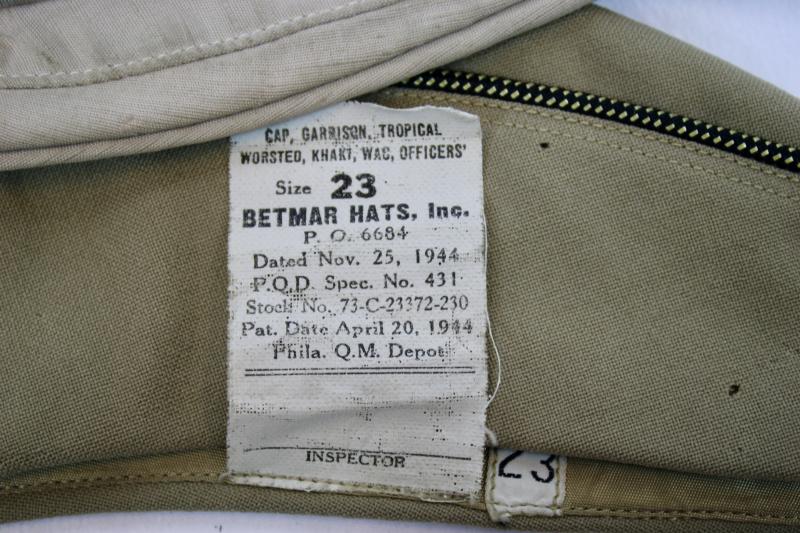 CAP, GARRISON, TROPICAL
WORSTED, KHAKI, WAC, OFFICERS'
Size 23
BETMAR HATS, Inc.
P. O. 6684
Dated Nov. 25, 1944
P.Q.D. Spec. No. 431
Stock No. 73-C-23372-230
Pat. Date April 20, 1944
Phila. Q.M. Depot
INSPECTOR
23